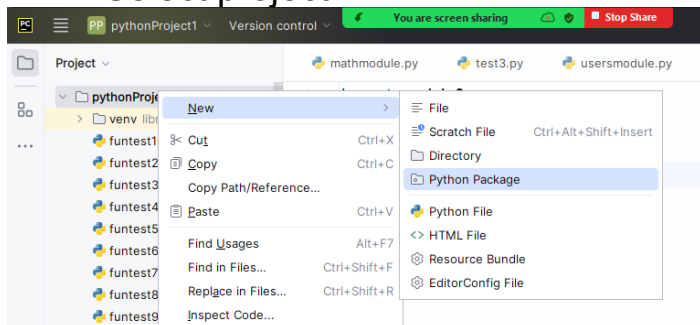 Select project
PC PP pythonProject1 Version control You are screen sharing Stop Share
Project mathmodule.py test3.py usersmodule.py
pythonProje
venv libr
funtest1
funtest2
funtest3
funtest4
funtest5
funtest6
funtest7
funtest8
funtest9
New
Cut Ctrl+X
Copy Ctrl+C
Copy Path/Reference...
Paste Ctrl+V
Find Usages Alt+F7
Find in Files... Ctrl+Shift+F
Replace in Files... Ctrl+Shift+R
Inspect Code...
File
Scratch File Ctrl+Alt+Shift+Insert
Directory
Python Package
Python File
HTML File
Resource Bundle
EditorConfig File